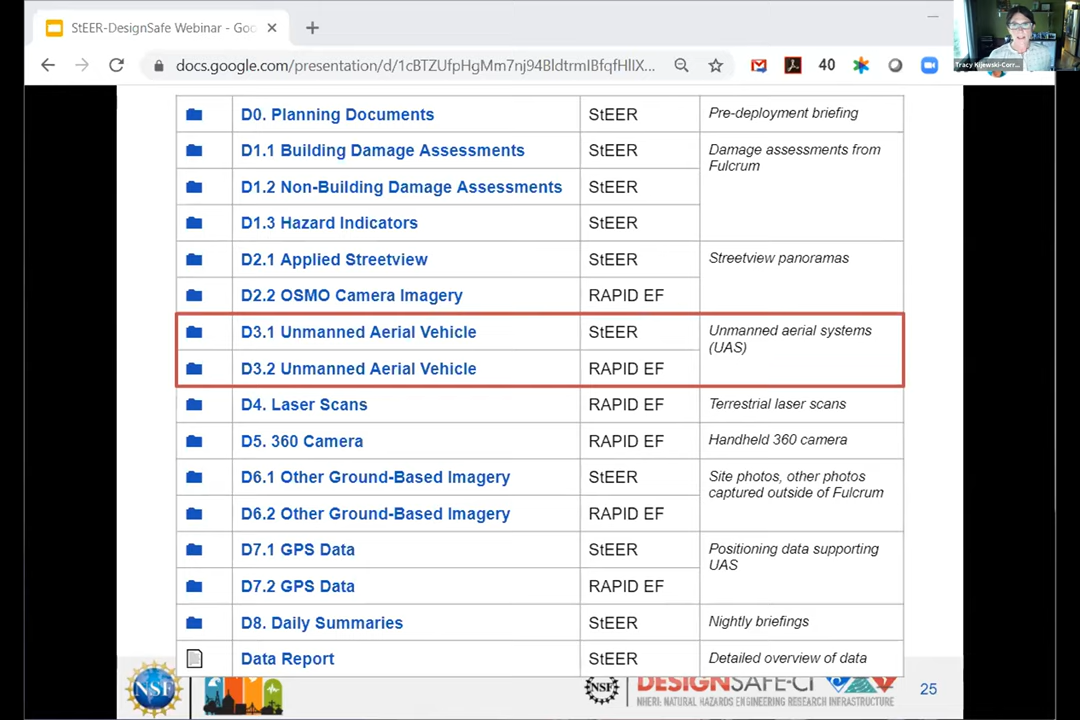 StEER-DesignSafe Webinar - Goo
docs.google.com/presentation/d/1cBTZUfpHgMm7nj94BldtrmIBfqfHlIX...
40
Tracy Kijewski-Corr...
D0. Planning Documents StEER Pre-deployment briefing
D1.1 Building Damage Assessments StEER Damage assessments from
Fulcrum
D1.2 Non-Building Damage Assessments StEER
D1.3 Hazard Indicators StEER
D2.1 Applied Streetview StEER Streetview panoramas
D2.2 OSMO Camera Imagery RAPID EF
D3.1 Unmanned Aerial Vehicle StEER Unmanned aerial systems
(UAS)
D3.2 Unmanned Aerial Vehicle RAPID EF
D4. Laser Scans RAPID EF Terrestrial laser scans
D5. 360 Camera RAPID EF Handheld 360 camera
D6.1 Other Ground-Based Imagery StEER Site photos, other photos
captured outside of Fulcrum
D6.2 Other Ground-Based Imagery RAPID EF
D7.1 GPS Data StEER Positioning data supporting
UAS
D7.2 GPS Data RAPID EF
D8. Daily Summaries StEER Nightly briefings
Data Report StEER Detailed overview of data
NSF
NSF
DESIGNSAFE-CI
NHERI: NATURAL HAZARDS ENGINEERING RESEARCH INFRASTRUCTURE
25